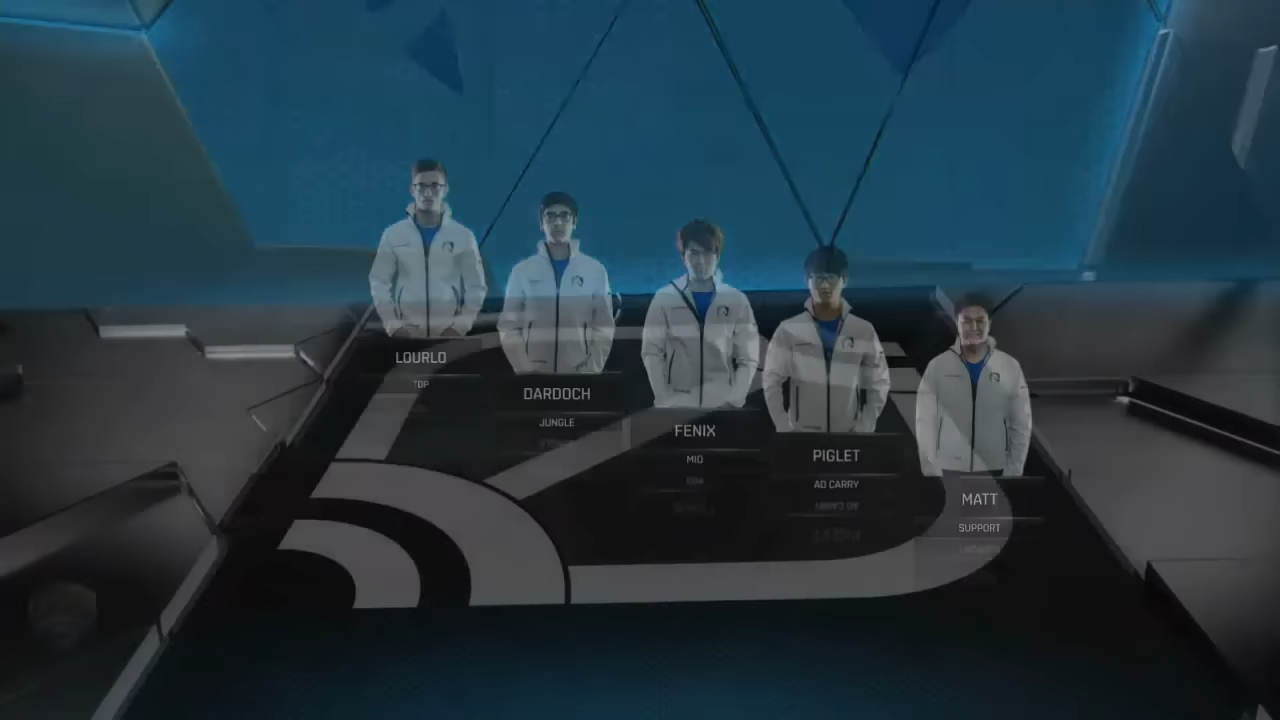 LOURLO
TOP
DARDOCH
JUNGLE
FENIX
MID
PIGLET
AD CARRY
MATT
SUPPORT